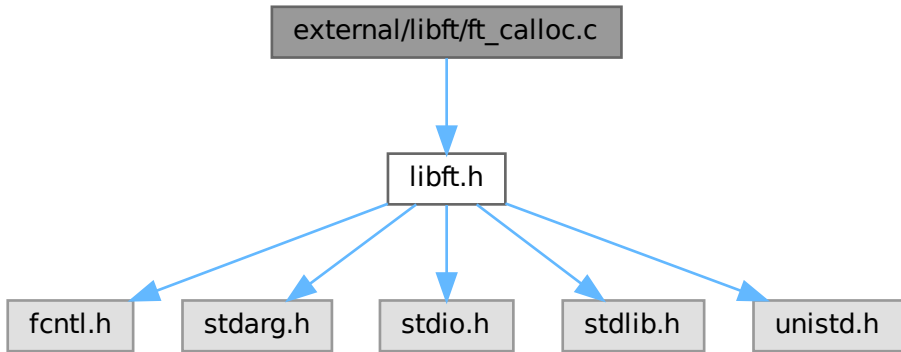 external/libft/ft_calloc.c
libft.h
fcntl.h
stdarg.h
stdio.h
stdlib.h
unistd.h